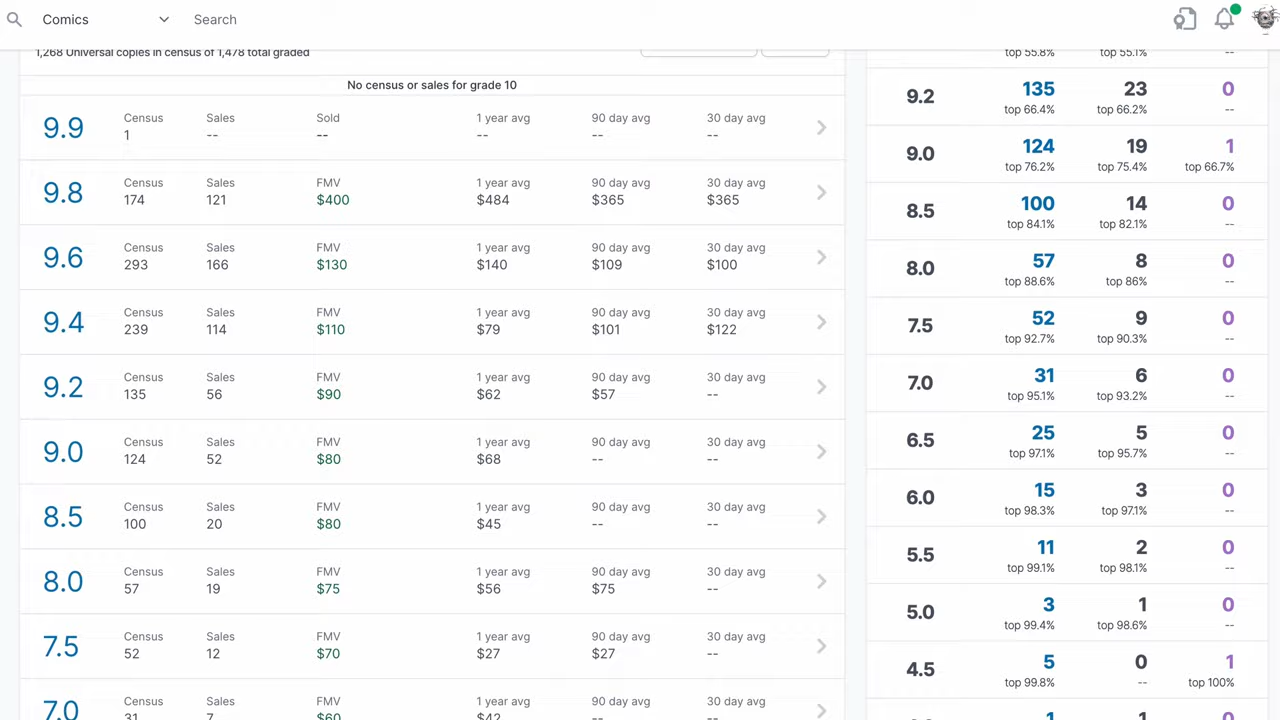 Comics
Search
1,268 Universal copies in census of 1,478 total graded
No census or sales for grade 10
9.9 Census 1 Sales -- Sold -- 1 year avg -- 90 day avg -- 30 day avg --
9.8 Census 174 Sales 121 FMV $400 1 year avg $484 90 day avg $365 30 day avg $365
9.6 Census 293 Sales 166 FMV $130 1 year avg $140 90 day avg $109 30 day avg $100
9.4 Census 239 Sales 114 FMV $110 1 year avg $79 90 day avg $101 30 day avg $122
9.2 Census 135 Sales 56 FMV $90 1 year avg $62 90 day avg $57 30 day avg --
9.0 Census 124 Sales 52 FMV $80 1 year avg $68 90 day avg -- 30 day avg --
8.5 Census 100 Sales 20 FMV $80 1 year avg $45 90 day avg -- 30 day avg --
8.0 Census 57 Sales 19 FMV $75 1 year avg $56 90 day avg $75 30 day avg --
7.5 Census 52 Sales 12 FMV $70 1 year avg $27 90 day avg $27 30 day avg --
7.0 Census 31 Sales 7 FMV $60 1 year avg $42 90 day avg -- 30 day avg --
top 55.8% top 55.1% --
9.2 135 23 0
top 66.4% top 66.2% --
9.0 124 19 1
top 76.2% top 75.4% top 66.7%
8.5 100 14 0
top 84.1% top 82.1% --
8.0 57 8 0
top 88.6% top 86% --
7.5 52 9 0
top 92.7% top 90.3% --
7.0 31 6 0
top 95.1% top 93.2% --
6.5 25 5 0
top 97.1% top 95.7% --
6.0 15 3 0
top 98.3% top 97.1% --
5.5 11 2 0
top 99.1% top 98.1% --
5.0 3 1 0
top 99.4% top 98.6% --
4.5 5 0 1
top 99.8% -- top 100%
1 1 0